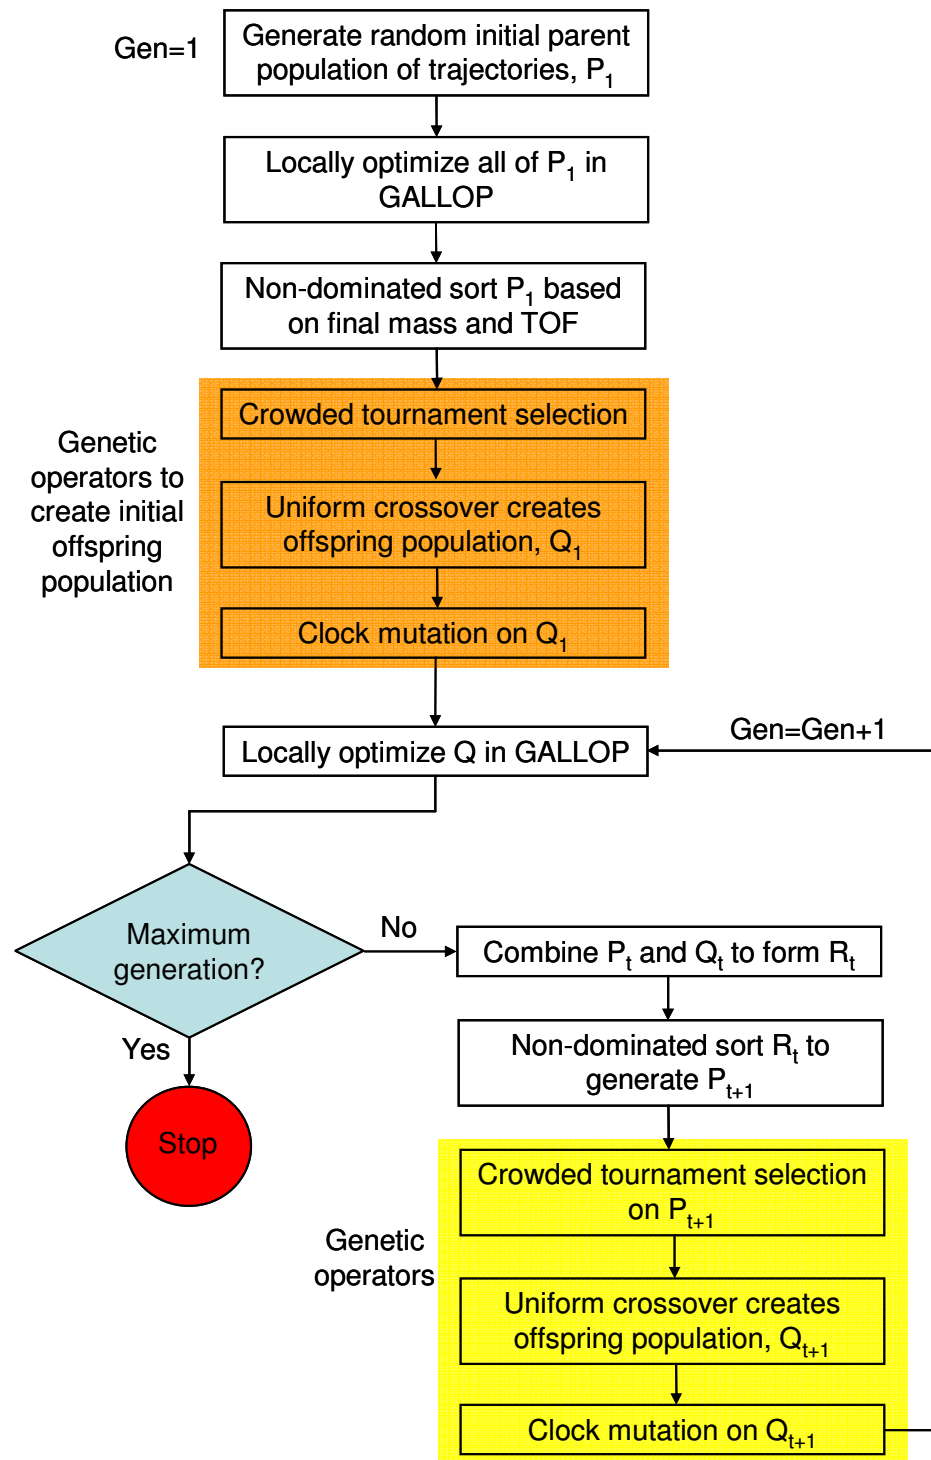 Gen=1
Generate random initial parent
population of trajectories, P₁
Locally optimize all of P₁ in
GALLOP
Non-dominated sort P₁ based
on final mass and TOF
Genetic
operators to
create initial
offspring
population
Crowded tournament selection
Uniform crossover creates
offspring population, Q₁
Clock mutation on Q₁
Gen=Gen+1
Locally optimize Q in GALLOP
Maximum
generation?
No
Yes
Stop
Combine Pₜ and Qₜ to form Rₜ
Non-dominated sort Rₜ to
generate Pₜ₊₁
Genetic
operators
Crowded tournament selection
on Pₜ₊₁
Uniform crossover creates
offspring population, Qₜ₊₁
Clock mutation on Qₜ₊₁